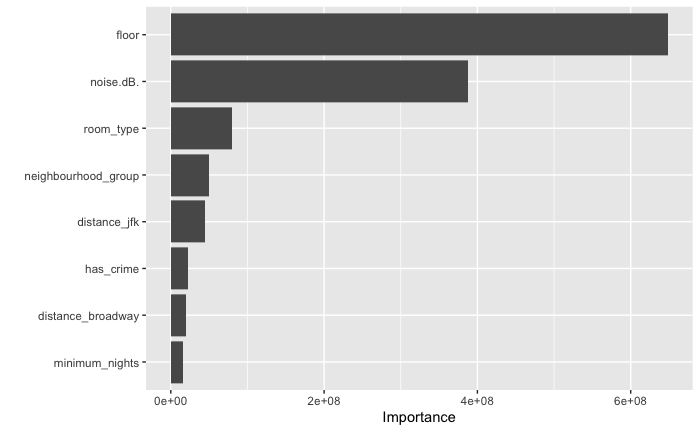 floor
noise.dB.
room_type
neighbourhood_group
distance_jfk
has_crime
distance_broadway
minimum_nights
0e+00 2e+08 4e+08 6e+08
Importance